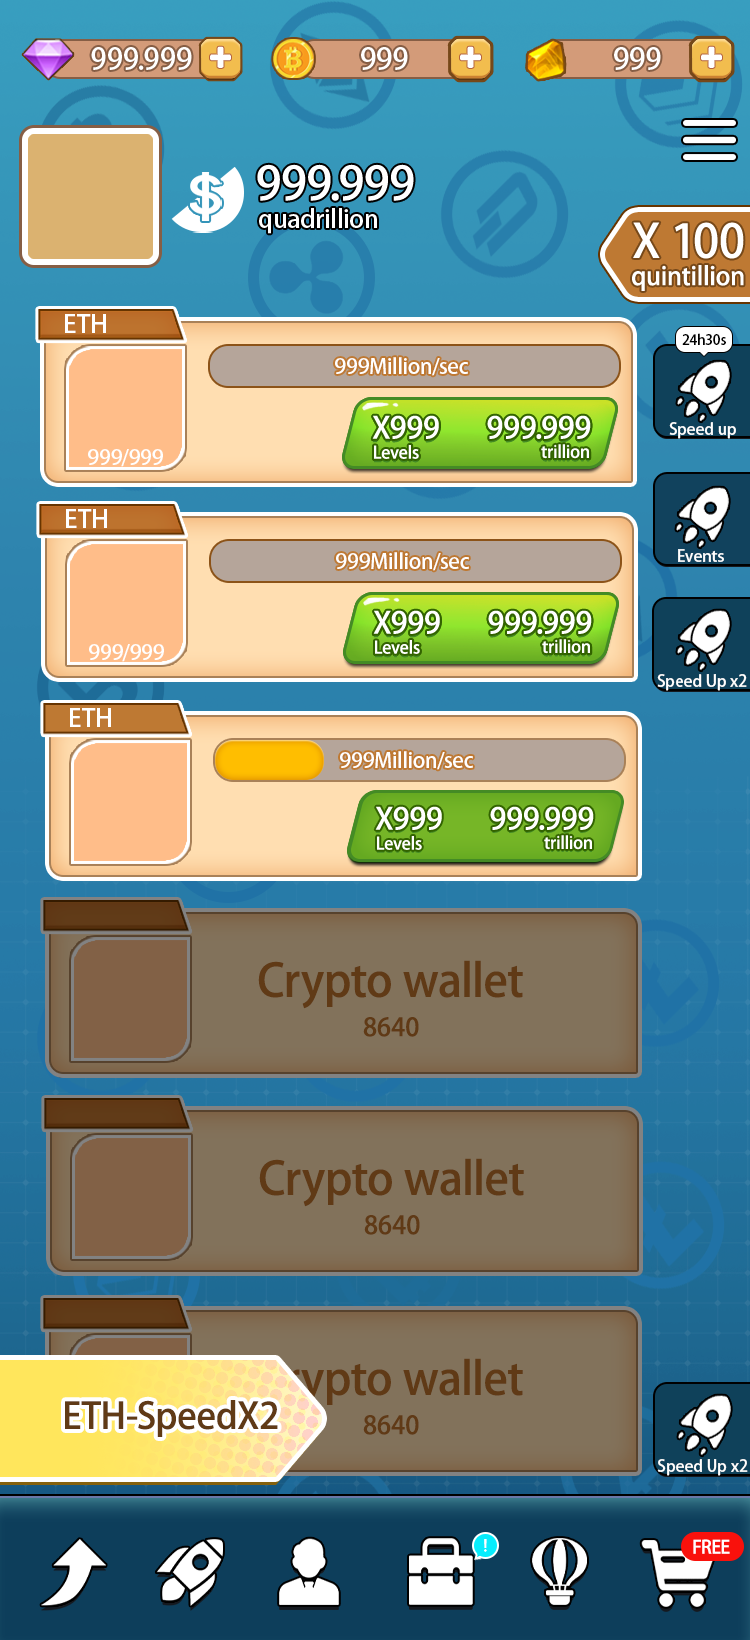 999.999
999
999
$
999.999
quadrillion
X 100
quintillion
ETH
999Million/sec
X999 999.999
Levels trillion
999/999
24h30s
Speed up
ETH
999Million/sec
X999 999.999
Levels trillion
999/999
Events
Speed Up x2
ETH
999Million/sec
X999 999.999
Levels trillion
Crypto wallet
8640
Crypto wallet
8640
rypto wallet
8640
ETH-SpeedX2
Speed Up x2
!
FREE